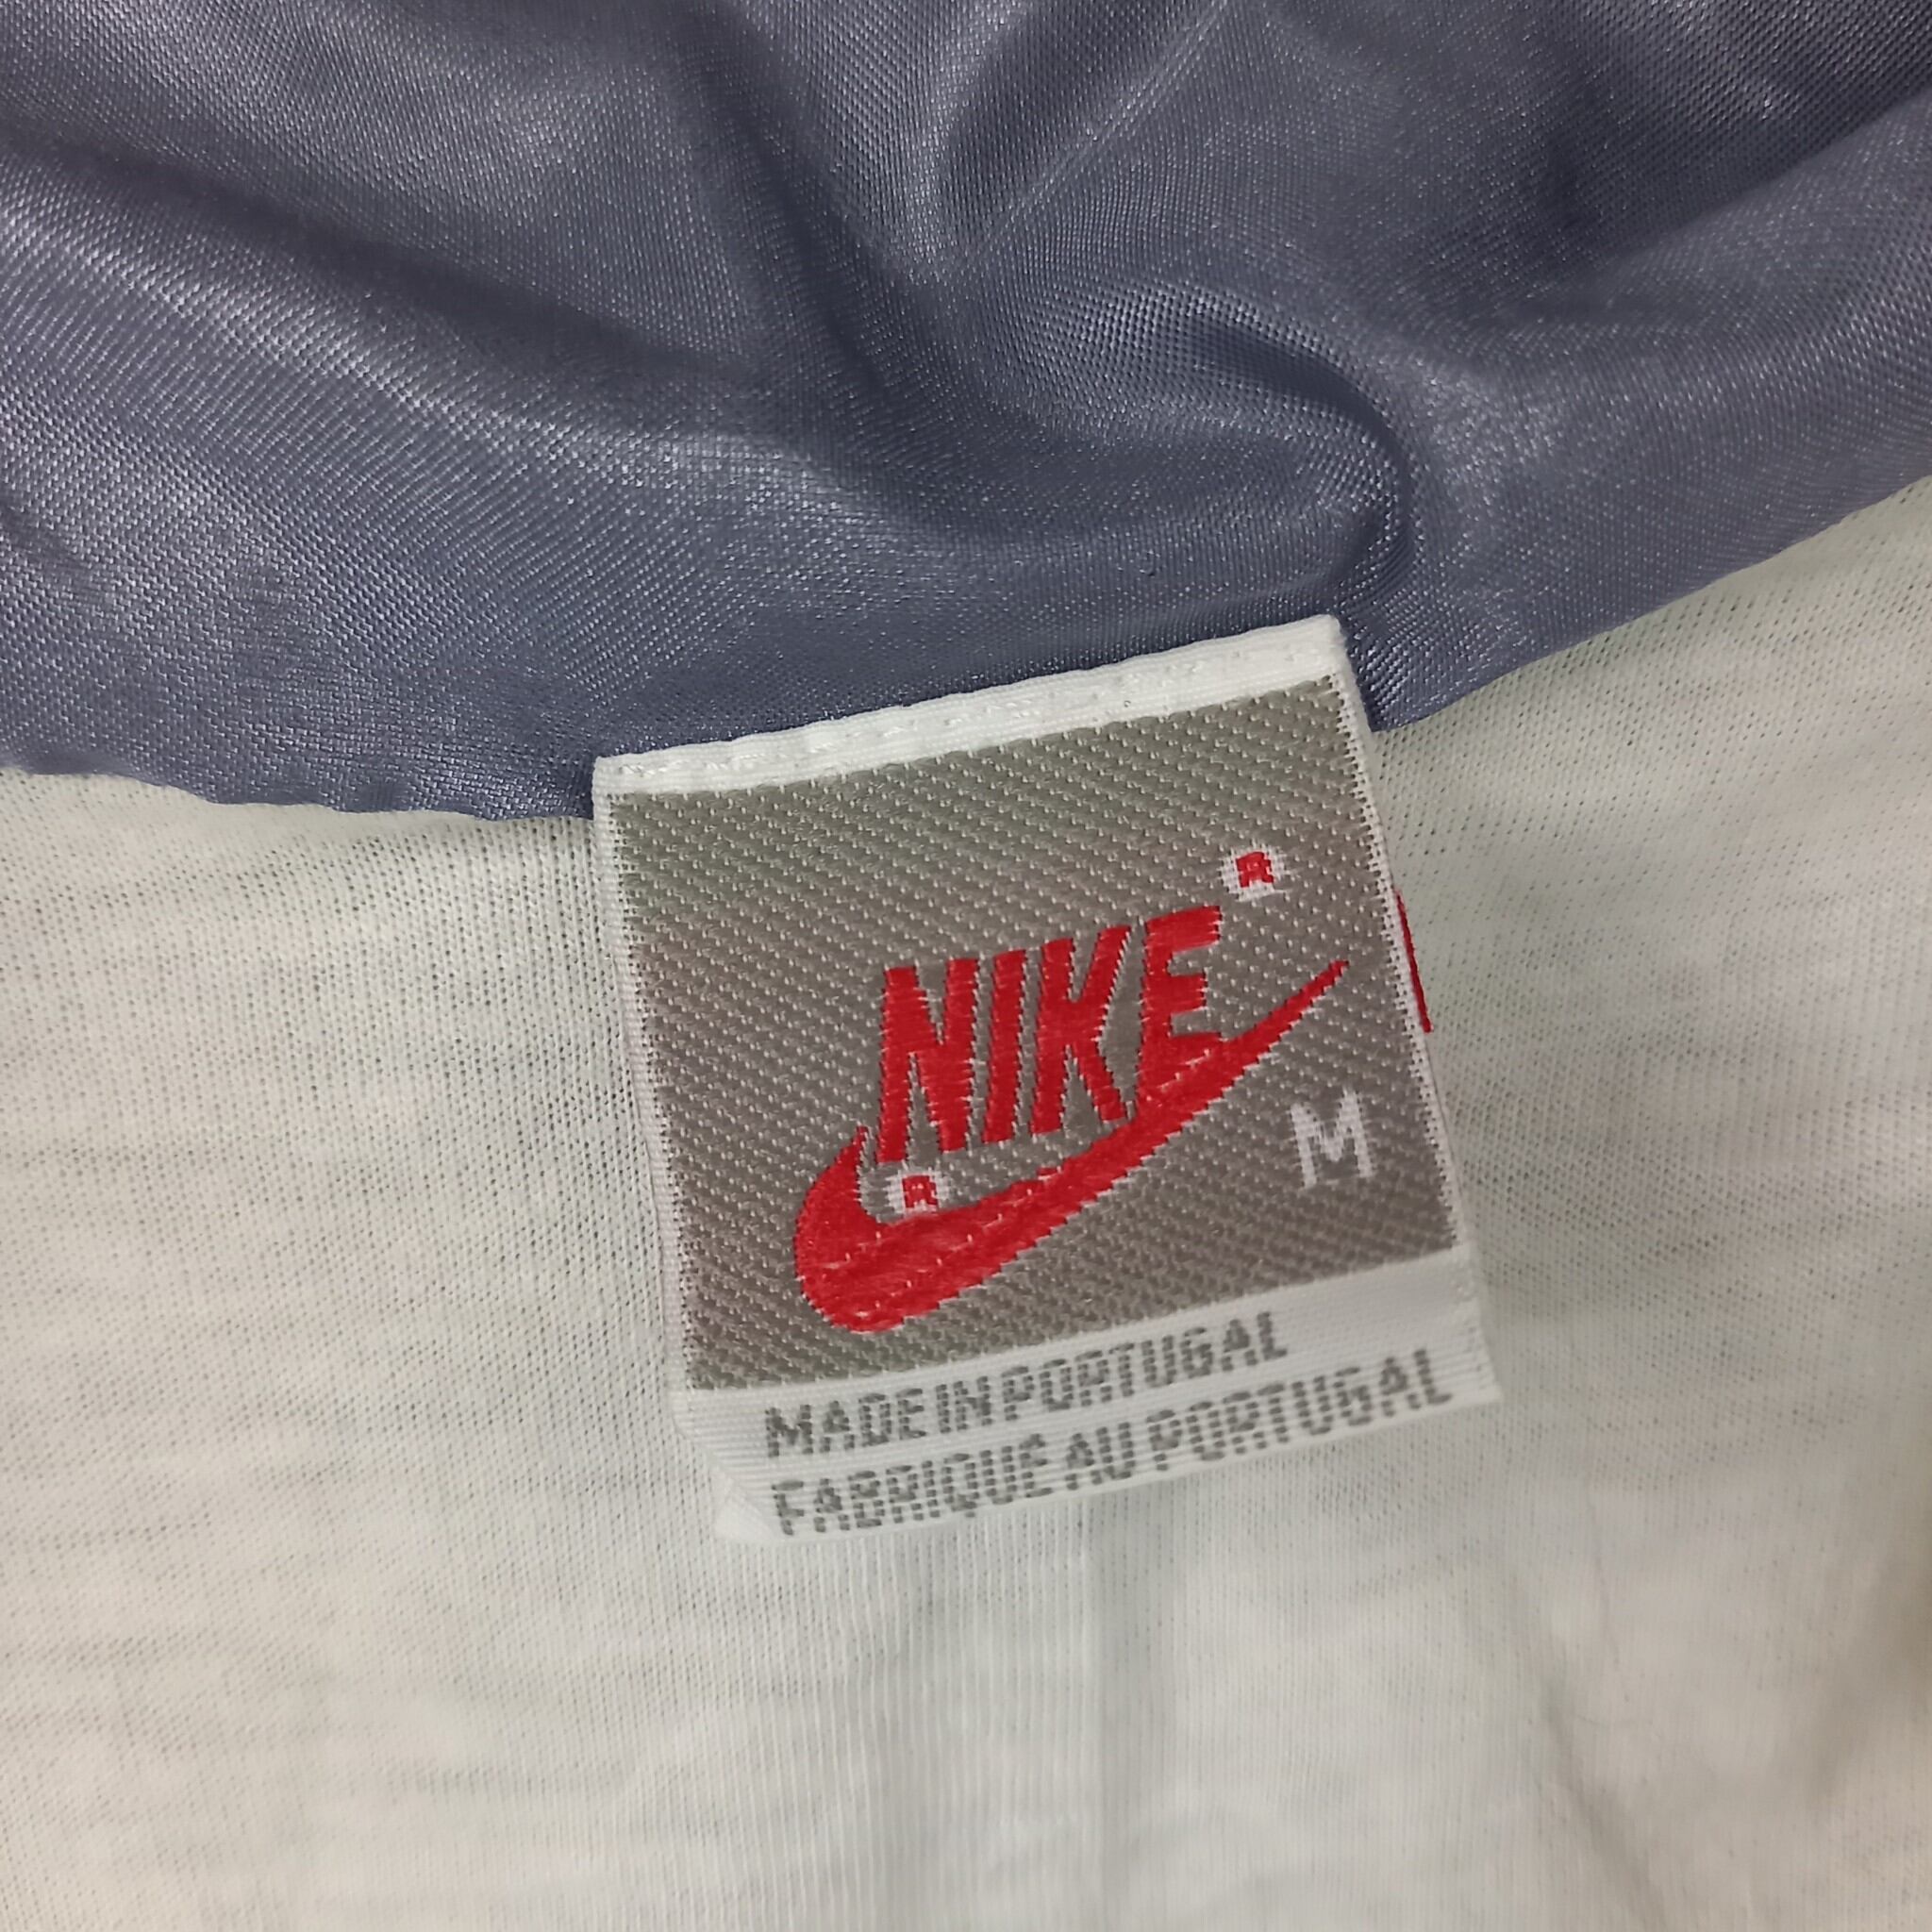 NIKE ®
®
M
MADE IN PORTUGAL
FABRIQUÉ AU PORTUGAL